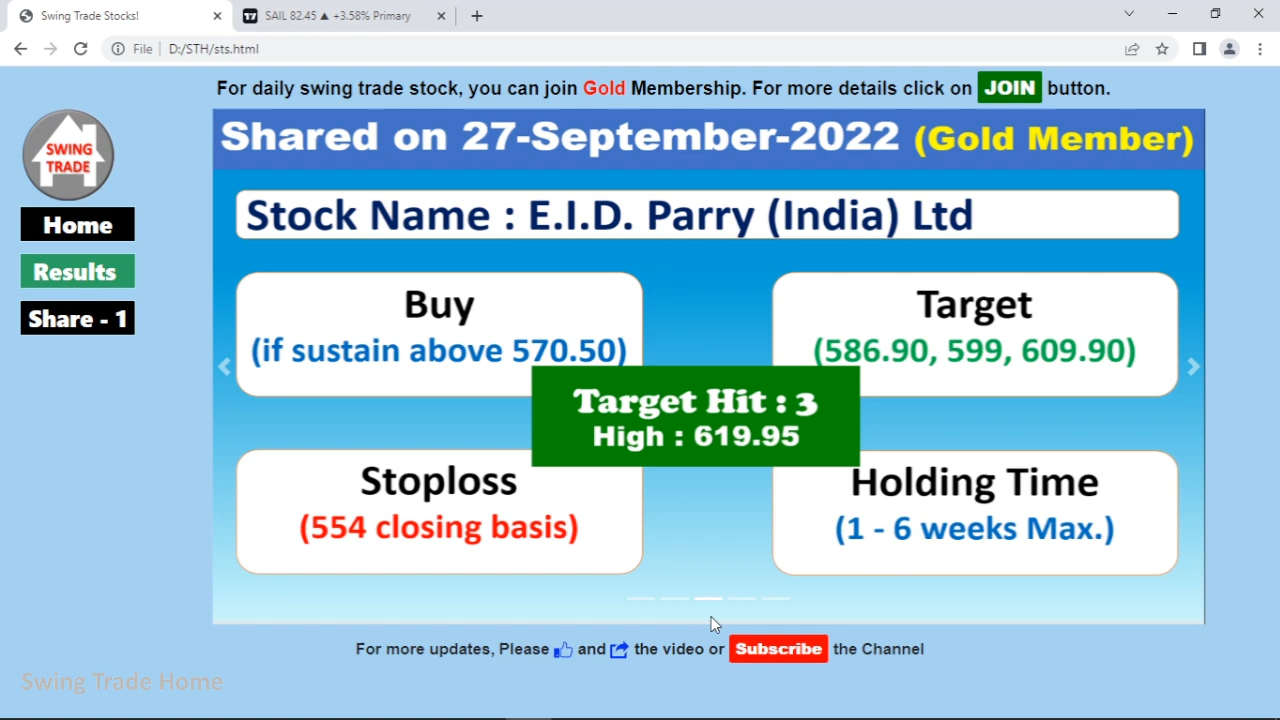 Swing Trade Stocks!
SAIL 82.45 ▲ +3.58% Primary
File
D:/STH/sts.html
For daily swing trade stock, you can join Gold Membership. For more details click on JOIN button.
SWING
TRADE
Home
Results
Share - 1
Shared on 27-September-2022 (Gold Member)
Stock Name : E.I.D. Parry (India) Ltd
Buy
(if sustain above 570.50)
Target
(586.90, 599, 609.90)
Target Hit : 3
High : 619.95
Stoploss
(554 closing basis)
Holding Time
(1 - 6 weeks Max.)
For more updates, Please and the video or Subscribe the Channel
Swing Trade Home